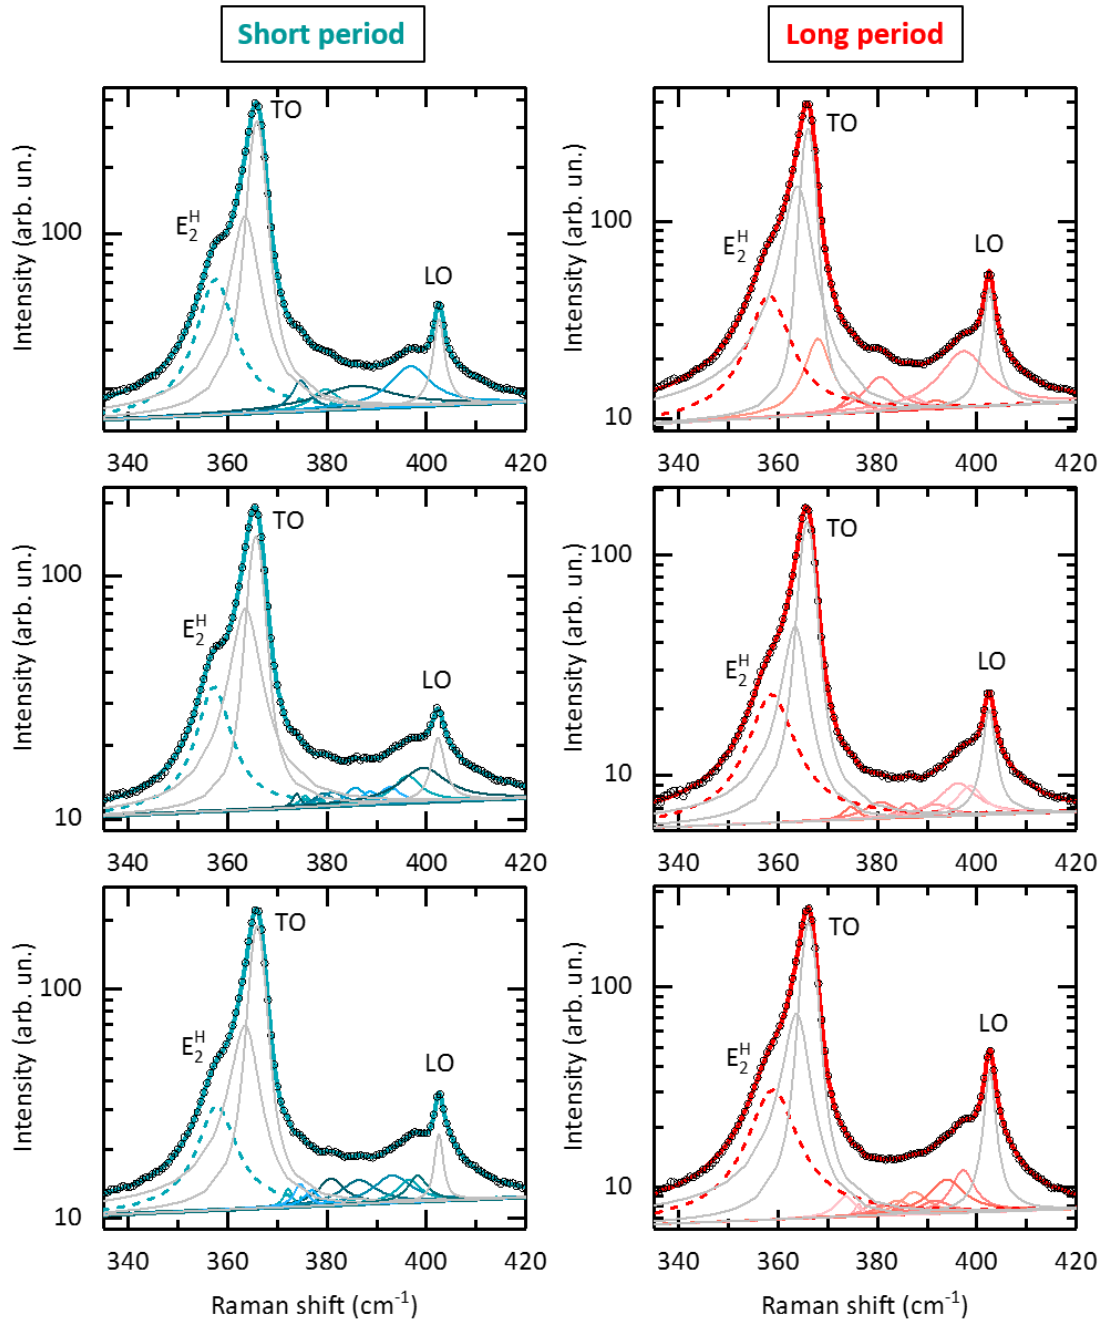 Short period
Long period
Intensity (arb. un.)
100
E₂ᴴ
TO
LO
340 360 380 400 420
Intensity (arb. un.)
100
10
E₂ᴴ
TO
LO
340 360 380 400 420
Intensity (arb. un.)
100
10
E₂ᴴ
TO
LO
340 360 380 400 420
Intensity (arb. un.)
100
10
E₂ᴴ
TO
LO
340 360 380 400 420
Intensity (arb. un.)
100
10
E₂ᴴ
TO
LO
340 360 380 400 420
Raman shift (cm⁻¹)
Intensity (arb. un.)
100
10
E₂ᴴ
TO
LO
340 360 380 400 420
Raman shift (cm⁻¹)